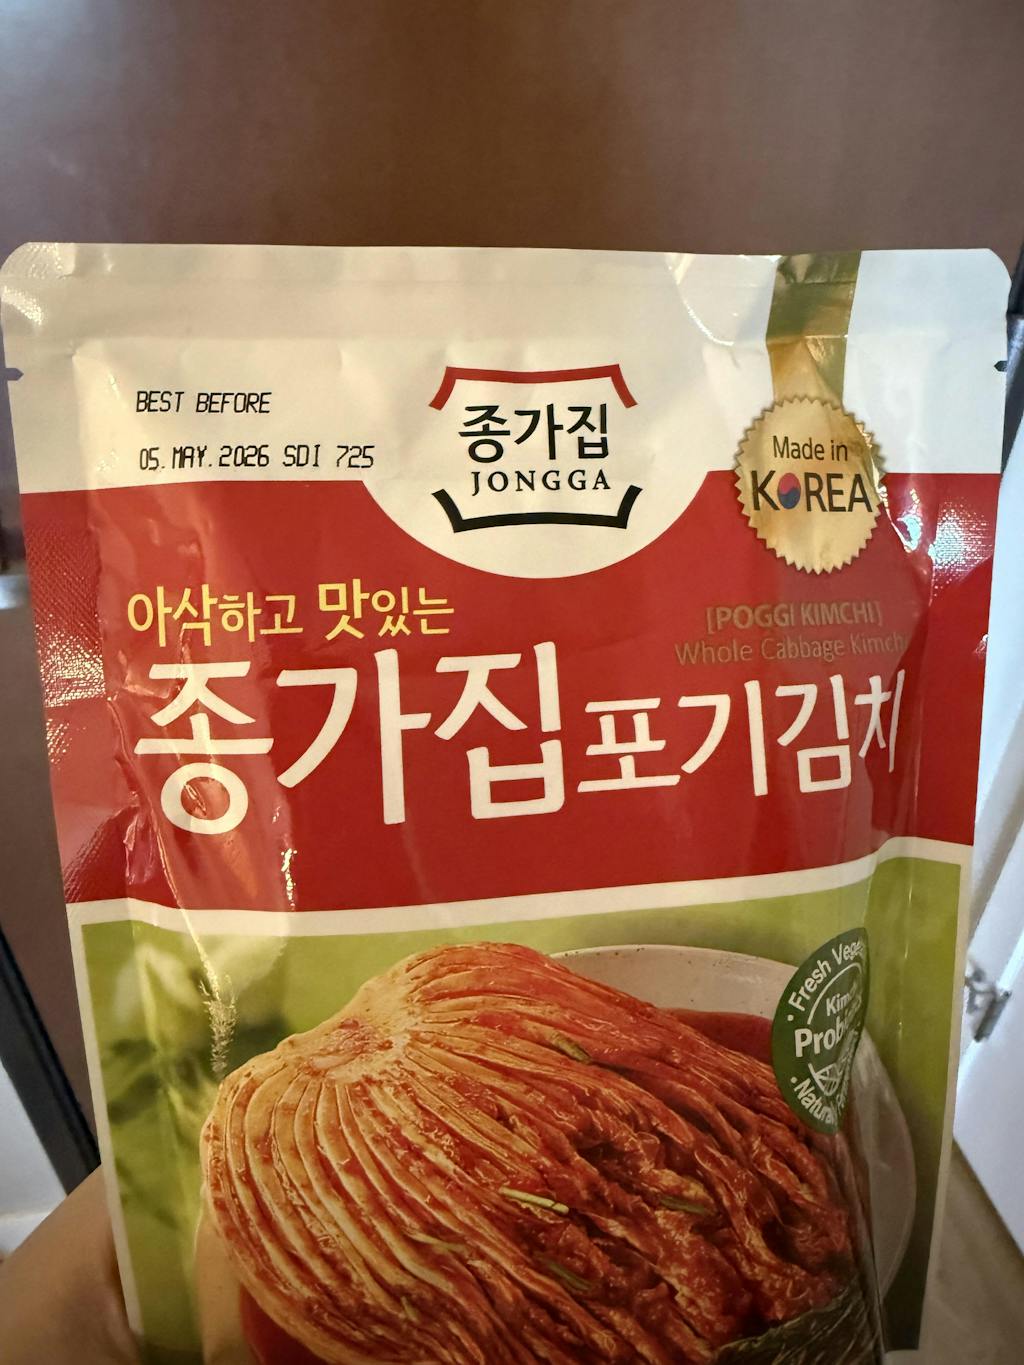 BEST BEFORE
05.MAY.2026 SDI 725
종가집
JONGGA
Made in
KOREA
아삭하고 맛있는
[POGGI KIMCHI]
Whole Cabbage
종가집포기김치
Fresh